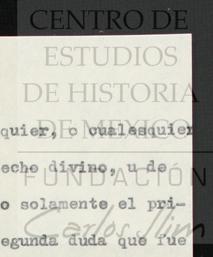 CENTRO DE
ESTUDIOS
DE HISTORIA
DE MEXICO
quier, o cualesquier
echo divino, u de
FUNDACIÓN
o solamente el pri-
Carlos Slim
egunda duda que fue